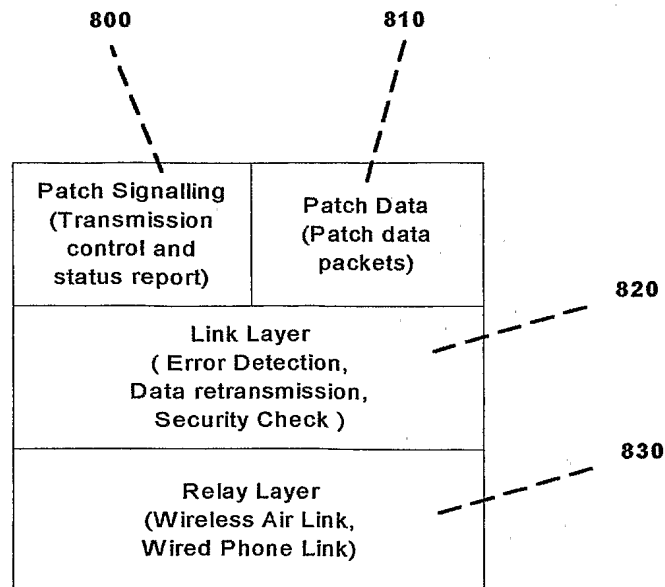 800
810
Patch Signalling
(Transmission
control and
status report)
Patch Data
(Patch data
packets)
820
Link Layer
( Error Detection,
Data retransmission,
Security Check )
830
Relay Layer
(Wireless Air Link,
Wired Phone Link)